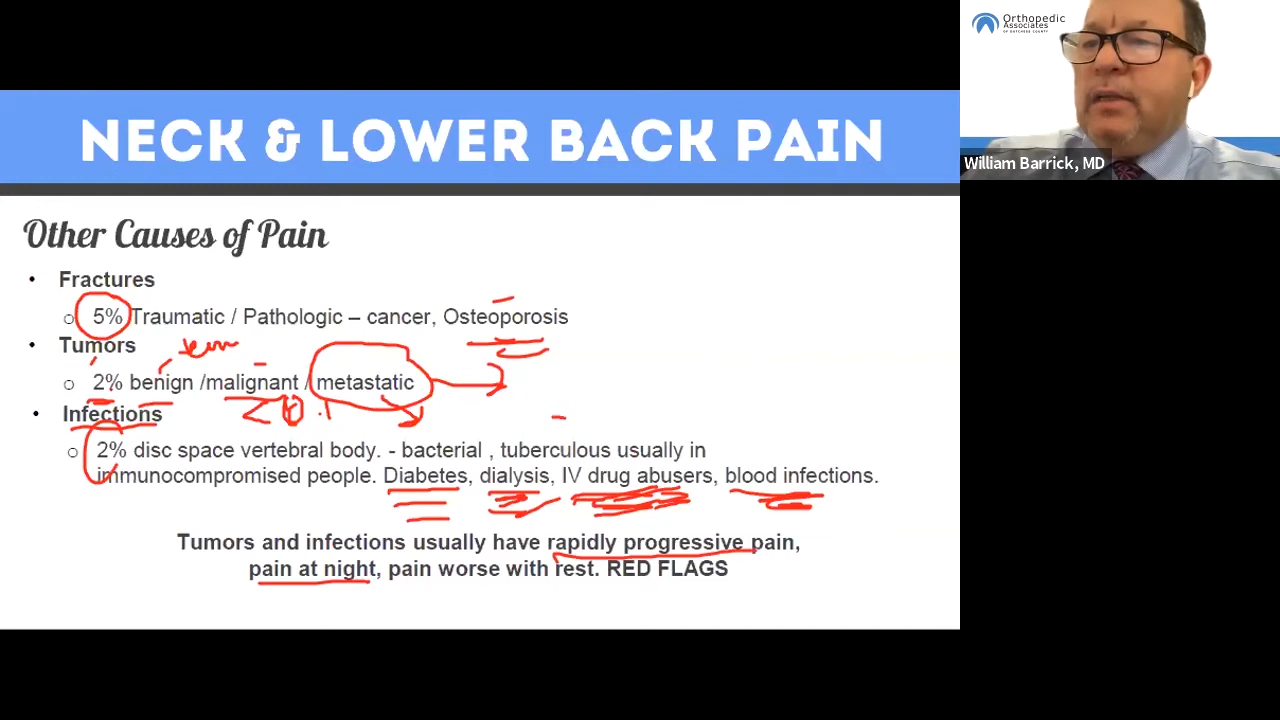 Orthopedic
Associates
OF DUTCHESS COUNTY
William Barrick, MD
NECK & LOWER BACK PAIN
Other Causes of Pain
• Fractures
○ 5% Traumatic / Pathologic – cancer, Osteoporosis
• Tumors
○ 2% benign /malignant / metastatic
• Infections
○ 2% disc space vertebral body. - bacterial , tuberculous usually in
immunocompromised people. Diabetes, dialysis, IV drug abusers, blood infections.
Tumors and infections usually have rapidly progressive pain,
pain at night, pain worse with rest. RED FLAGS